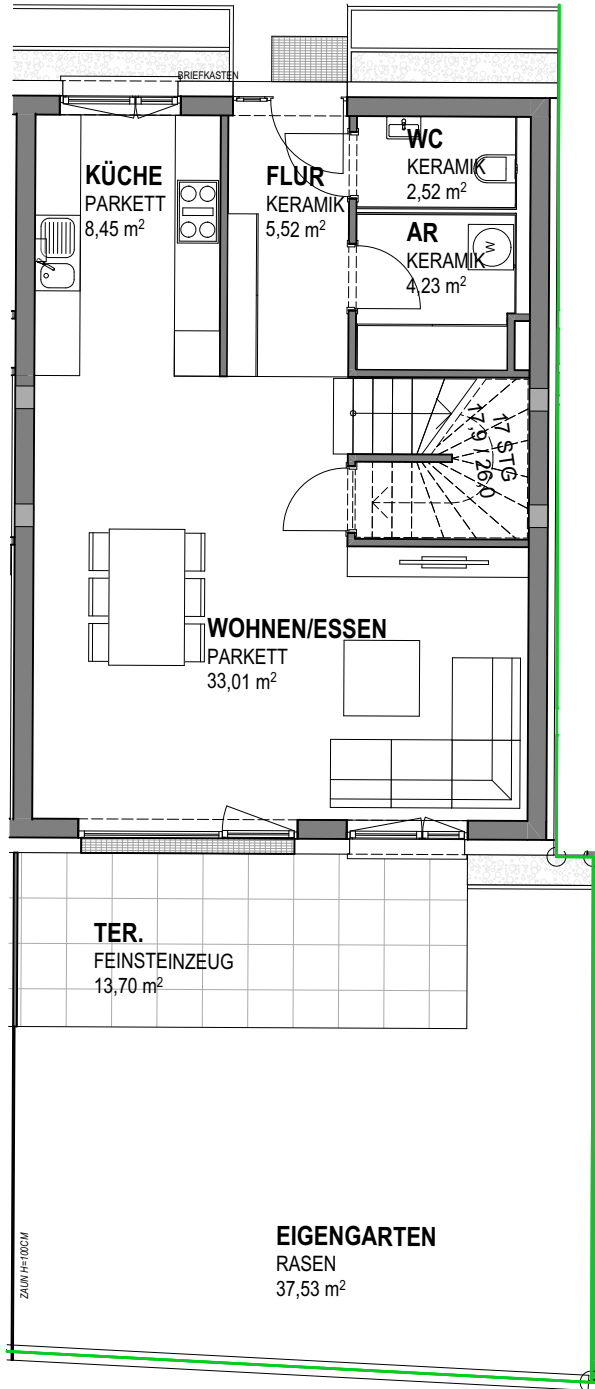 BRIEFKASTEN
KÜCHE
PARKETT
8,45 m²
FLUR
KERAMIK
5,52 m²
WC
KERAMIK
2,52 m²
AR
KERAMIK
4,23 m²
W
17 STG
17,9 / 26,0
WOHNEN/ESSEN
PARKETT
33,01 m²
TER.
FEINSTEINZEUG
13,70 m²
ZAUN H=100CM
EIGENGARTEN
RASEN
37,53 m²